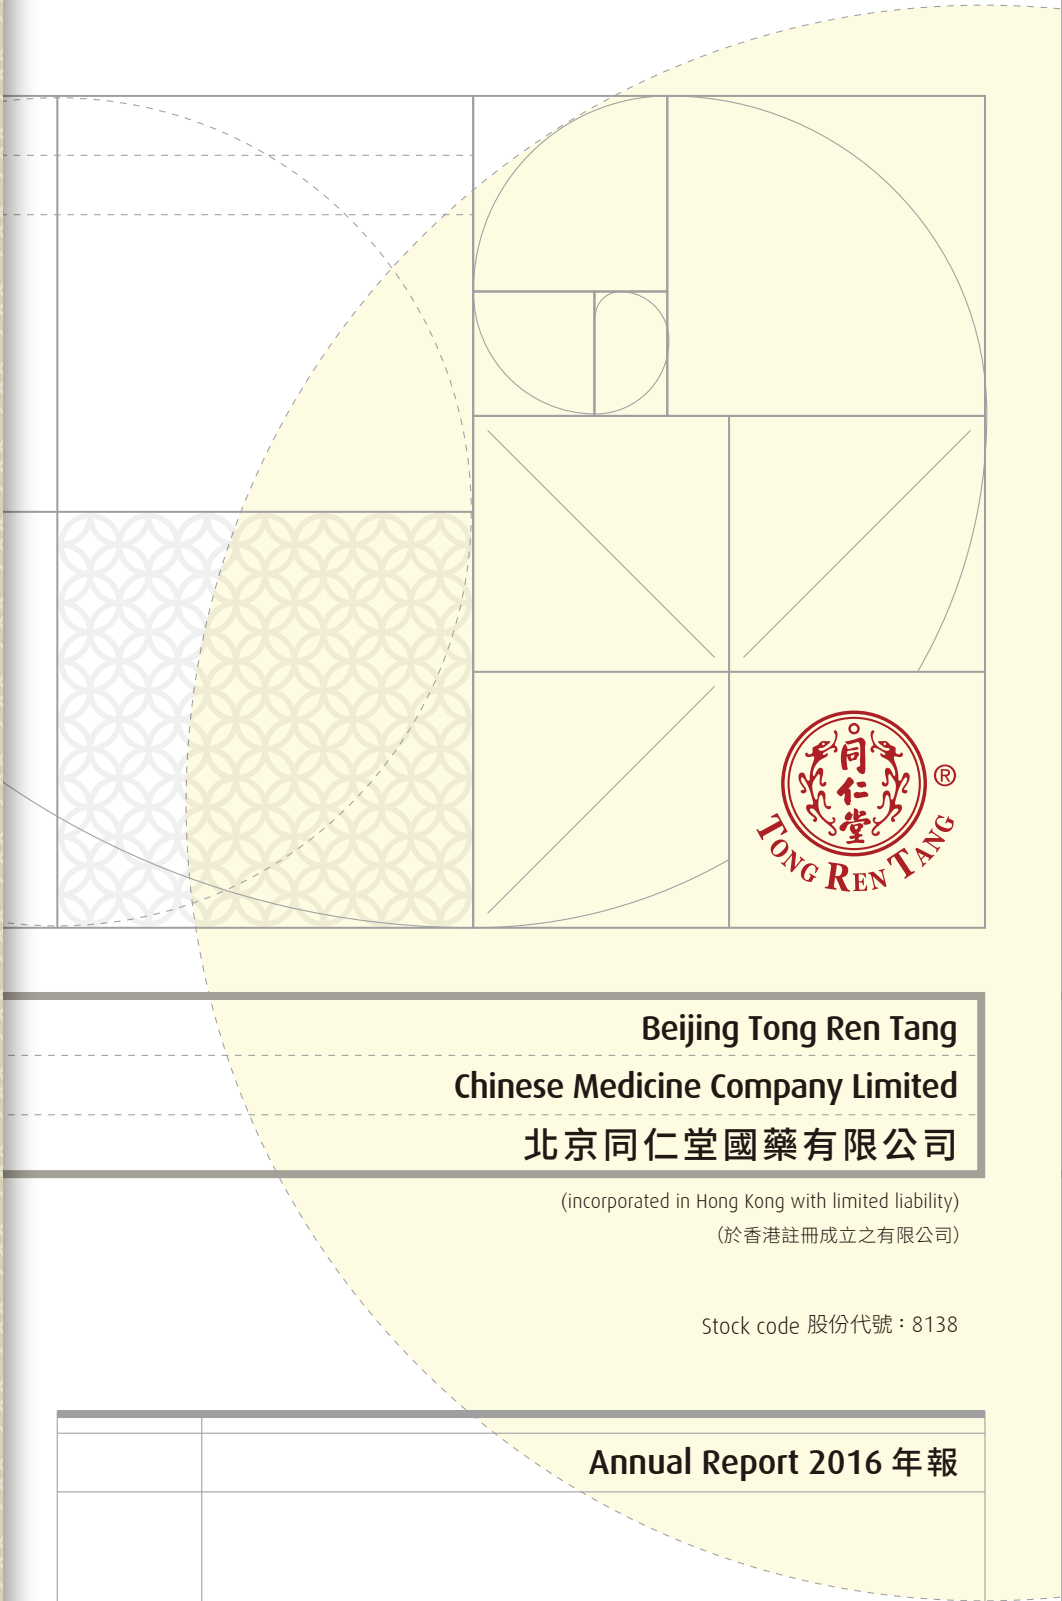 同仁堂
TONG REN TANG ®
Beijing Tong Ren Tang
Chinese Medicine Company Limited
北京同仁堂國藥有限公司
(incorporated in Hong Kong with limited liability)
(於香港註冊成立之有限公司)
Stock code 股份代號：8138
Annual Report 2016 年報